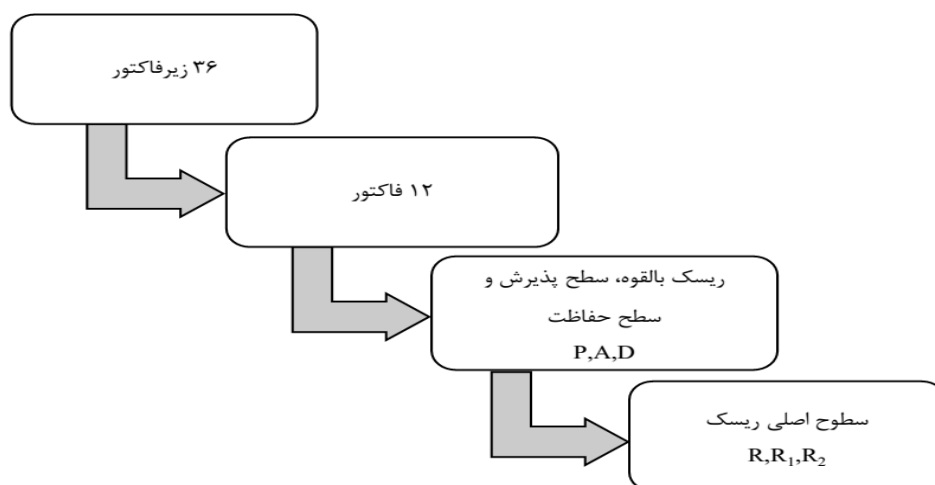 ۳۶ زیرفاکتور
۱۲ فاکتور
ریسک بالقوه، سطح پذیرش و
سطح حفاظت
P,A,D
سطوح اصلی ریسک
R,R₁,R₂